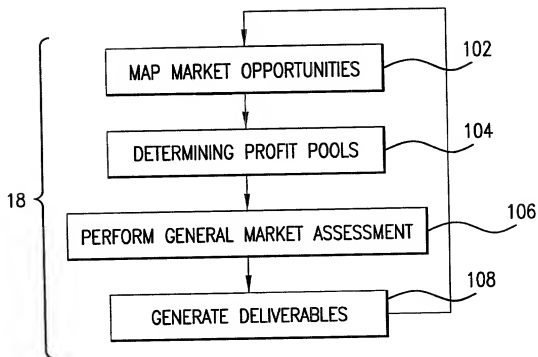 MAP MARKET OPPORTUNITIES
102
DETERMINING PROFIT POOLS
104
18
PERFORM GENERAL MARKET ASSESSMENT
106
GENERATE DELIVERABLES
108